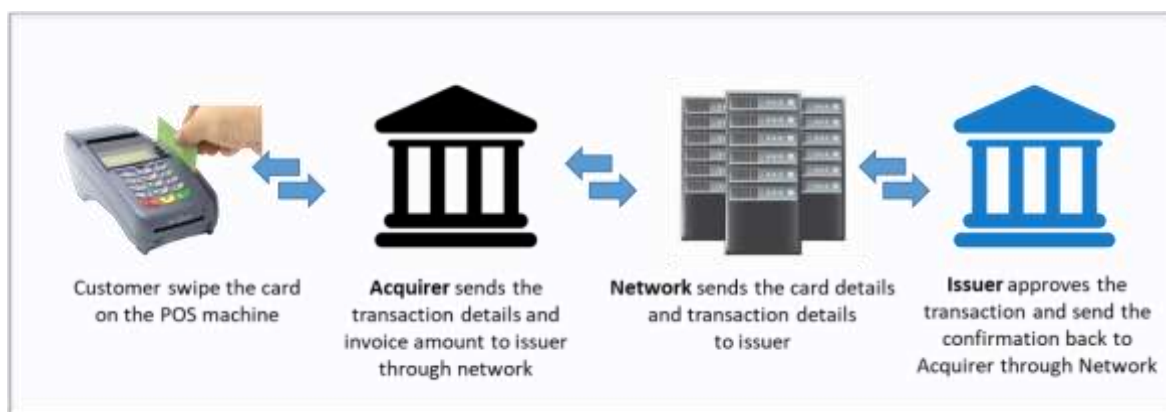 Customer swipe the card
on the POS machine
Acquirer sends the
transaction details and
invoice amount to issuer
through network
Network sends the card details
and transaction details
to issuer
Issuer approves the
transaction and send the
confirmation back to
Acquirer through Network